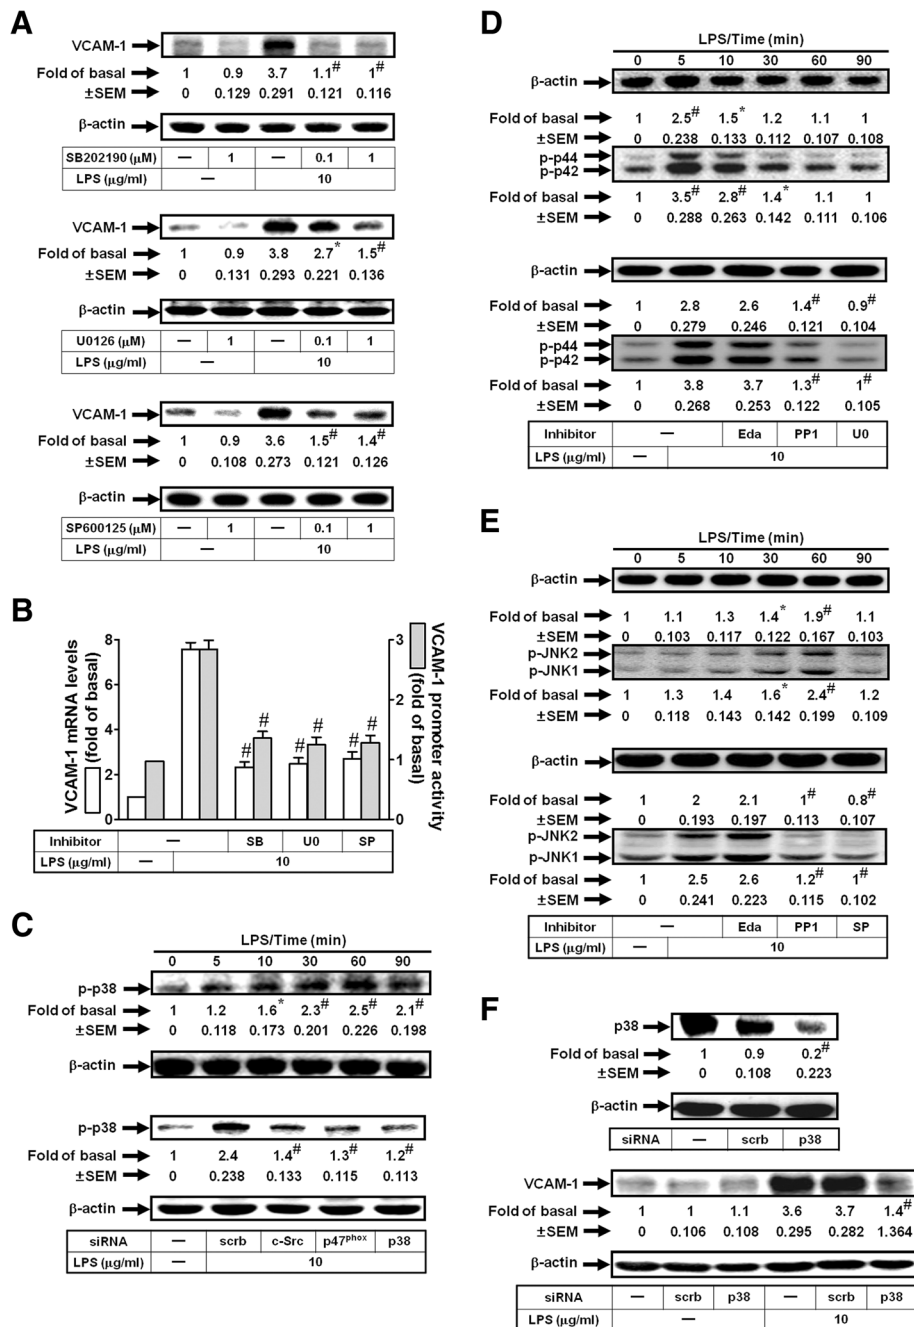 A
VCAM-1
Fold of basal 1 0.9 3.7 1.1# 1#
±SEM 0 0.129 0.291 0.121 0.116
β-actin
SB202190 (μM) — 1 — 0.1 1
LPS (μg/ml) — 10
VCAM-1
Fold of basal 1 0.9 3.8 2.7* 1.5#
±SEM 0 0.131 0.293 0.221 0.136
β-actin
U0126 (μM) — 1 — 0.1 1
LPS (μg/ml) — 10
VCAM-1
Fold of basal 1 0.9 3.6 1.5# 1.4#
±SEM 0 0.108 0.273 0.121 0.126
β-actin
SP600125 (μM) — 1 — 0.1 1
LPS (μg/ml) — 10
B
VCAM-1 mRNA levels
(fold of basal)
8
6
4
2
0
# # # # # #
3
2
1
0
VCAM-1 promoter activity
(fold of basal)
Inhibitor — SB U0 SP
LPS (μg/ml) — 10
C
LPS/Time (min)
0 5 10 30 60 90
p-p38
Fold of basal 1 1.2 1.6* 2.3# 2.5# 2.1#
±SEM 0 0.118 0.173 0.201 0.226 0.198
β-actin
p-p38
Fold of basal 1 2.4 1.4# 1.3# 1.2#
±SEM 0 0.238 0.133 0.115 0.113
β-actin
siRNA — scrb c-Src p47phox p38
LPS (μg/ml) — 10
D
LPS/Time (min)
0 5 10 30 60 90
β-actin
Fold of basal 1 2.5# 1.5* 1.2 1.1 1
±SEM 0 0.238 0.133 0.112 0.107 0.108
p-p44
p-p42
Fold of basal 1 3.5# 2.8# 1.4* 1.1 1
±SEM 0 0.288 0.263 0.142 0.111 0.106
β-actin
Fold of basal 1 2.8 2.6 1.4# 0.9#
±SEM 0 0.279 0.246 0.121 0.104
p-p44
p-p42
Fold of basal 1 3.8 3.7 1.3# 1#
±SEM 0 0.268 0.253 0.122 0.105
Inhibitor — Eda PP1 U0
LPS (μg/ml) — 10
E
LPS/Time (min)
0 5 10 30 60 90
β-actin
Fold of basal 1 1.1 1.3 1.4* 1.9# 1.1
±SEM 0 0.103 0.117 0.122 0.167 0.103
p-JNK2
p-JNK1
Fold of basal 1 1.3 1.4 1.6* 2.4# 1.2
±SEM 0 0.118 0.143 0.142 0.199 0.109
β-actin
Fold of basal 1 2 2.1 1# 0.8#
±SEM 0 0.193 0.197 0.113 0.107
p-JNK2
p-JNK1
Fold of basal 1 2.5 2.6 1.2# 1#
±SEM 0 0.241 0.223 0.115 0.102
Inhibitor — Eda PP1 SP
LPS (μg/ml) — 10
F
p38
Fold of basal 1 0.9 0.2#
±SEM 0 0.108 0.223
β-actin
siRNA — scrb p38
VCAM-1
Fold of basal 1 1 1.1 3.6 3.7 1.4#
±SEM 0 0.106 0.108 0.295 0.282 1.364
β-actin
siRNA — scrb p38 — scrb p38
LPS (μg/ml) — 10